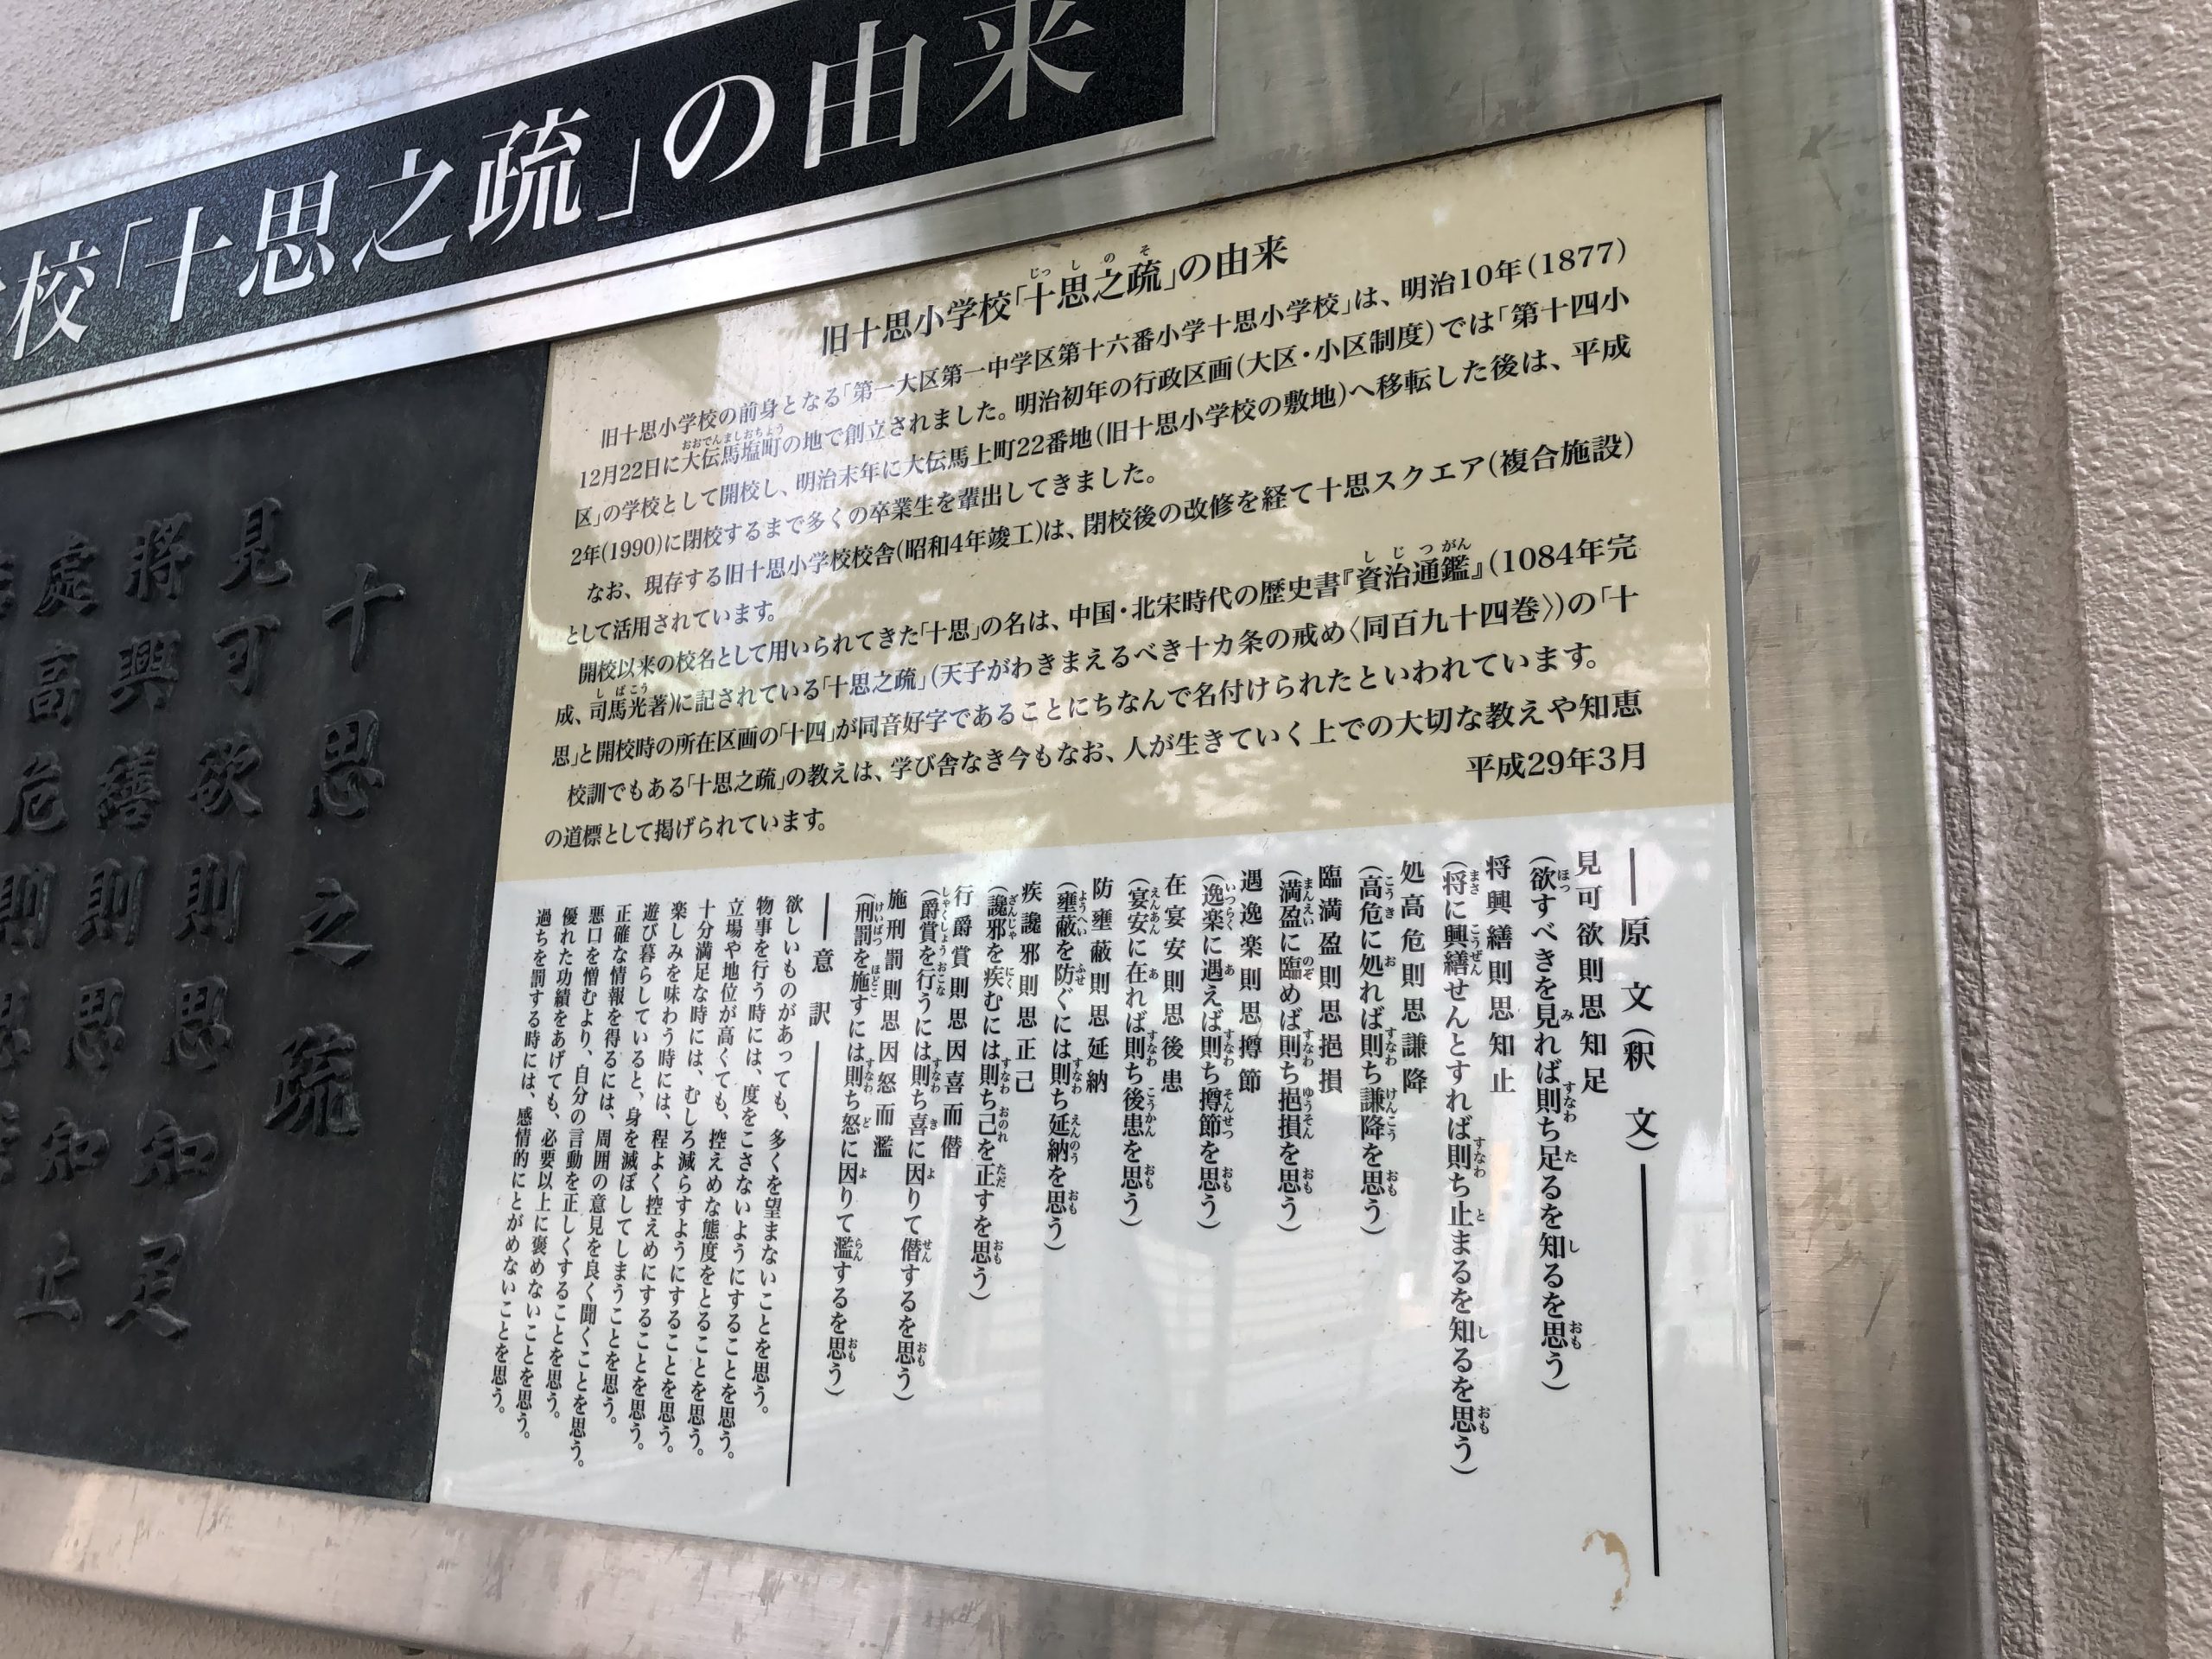 校「十思之疏」の由来
旧十思小学校「十思之疏」の由来
旧十思小学校の前身となる「第一大区第一中学区第十六番小学十思小学校」は、明治10年(1877)
12月22日に大伝馬塩町の地で創立されました。明治初年の行政区画(大区・小区制度)では「第十四小
区」の学校として開校し、明治末年に大伝馬上町22番地(旧十思小学校の敷地)へ移転した後は、平成
2年(1990)に閉校するまで多くの卒業生を輩出してきました。
なお、現存する旧十思小学校校舎(昭和4年竣工)は、閉校後の改修を経て十思スクエア(複合施設)
として活用されています。
開校以来の校名として用いられてきた「十思」の名は、中国・北宋時代の歴史書『資治通鑑』(1084年完
成、司馬光著)に記されている「十思之疏」(天子がわきまえるべき十カ条の戒め〈同百九十四巻〉)の「十
思」と開校時の所在区画の「十四」が同音好字であることにちなんで名付けられたといわれています。
校訓でもある「十思之疏」の教えは、学び舎なき今もなお、人が生きていく上での大切な教えや知恵
の道標として掲げられています。
平成29年3月
原文(釈文)
見可欲則思知足
(欲すべきを見れば則ち足るを知るを思う)
将興繕則思知止
(将に興繕せんとすれば則ち止まるを知るを思う)
処高危則思謙降
(高危に処れば則ち謙降を思う)
臨満盈則思挹損
(満盈に臨めば則ち挹損を思う)
遇逸楽則思撙節
(逸楽に遇えば則ち撙節を思う)
在宴安則思後患
(宴安に在れば則ち後患を思う)
防壅蔽則思延納
(壅蔽を防ぐには則ち延納を思う)
疾讒邪則思正己
(讒邪を疾むには則ち己を正すを思う)
行爵賞則思因喜而僭
(爵賞を行うには則ち喜に因りて僭するを思う)
施刑罰則思因怒而濫
(刑罰を施すには則ち怒に因りて濫するを思う)
意訳
欲しいものがあっても、多くを望まないことを思う。
物事を行う時には、度をこさないようにすることを思う。
立場や地位が高くても、控えめな態度をとることを思う。
十分満足な時には、むしろ減らすようにすることを思う。
楽しみを味わう時には、程よく控えめにすることを思う。
遊び暮らしていると、身を滅ぼしてしまうことを思う。
正確な情報を得るには、周囲の意見を良く聞くことを思う。
悪口を憎むより、自分の言動を正しくすることを思う。
優れた功績をあげても、必要以上に褒めないことを思う。
過ちを罰する時には、感情的にとがめないことを思う。
十思之疏
見可欲則思知足
將興繕則思知止
處高危則思